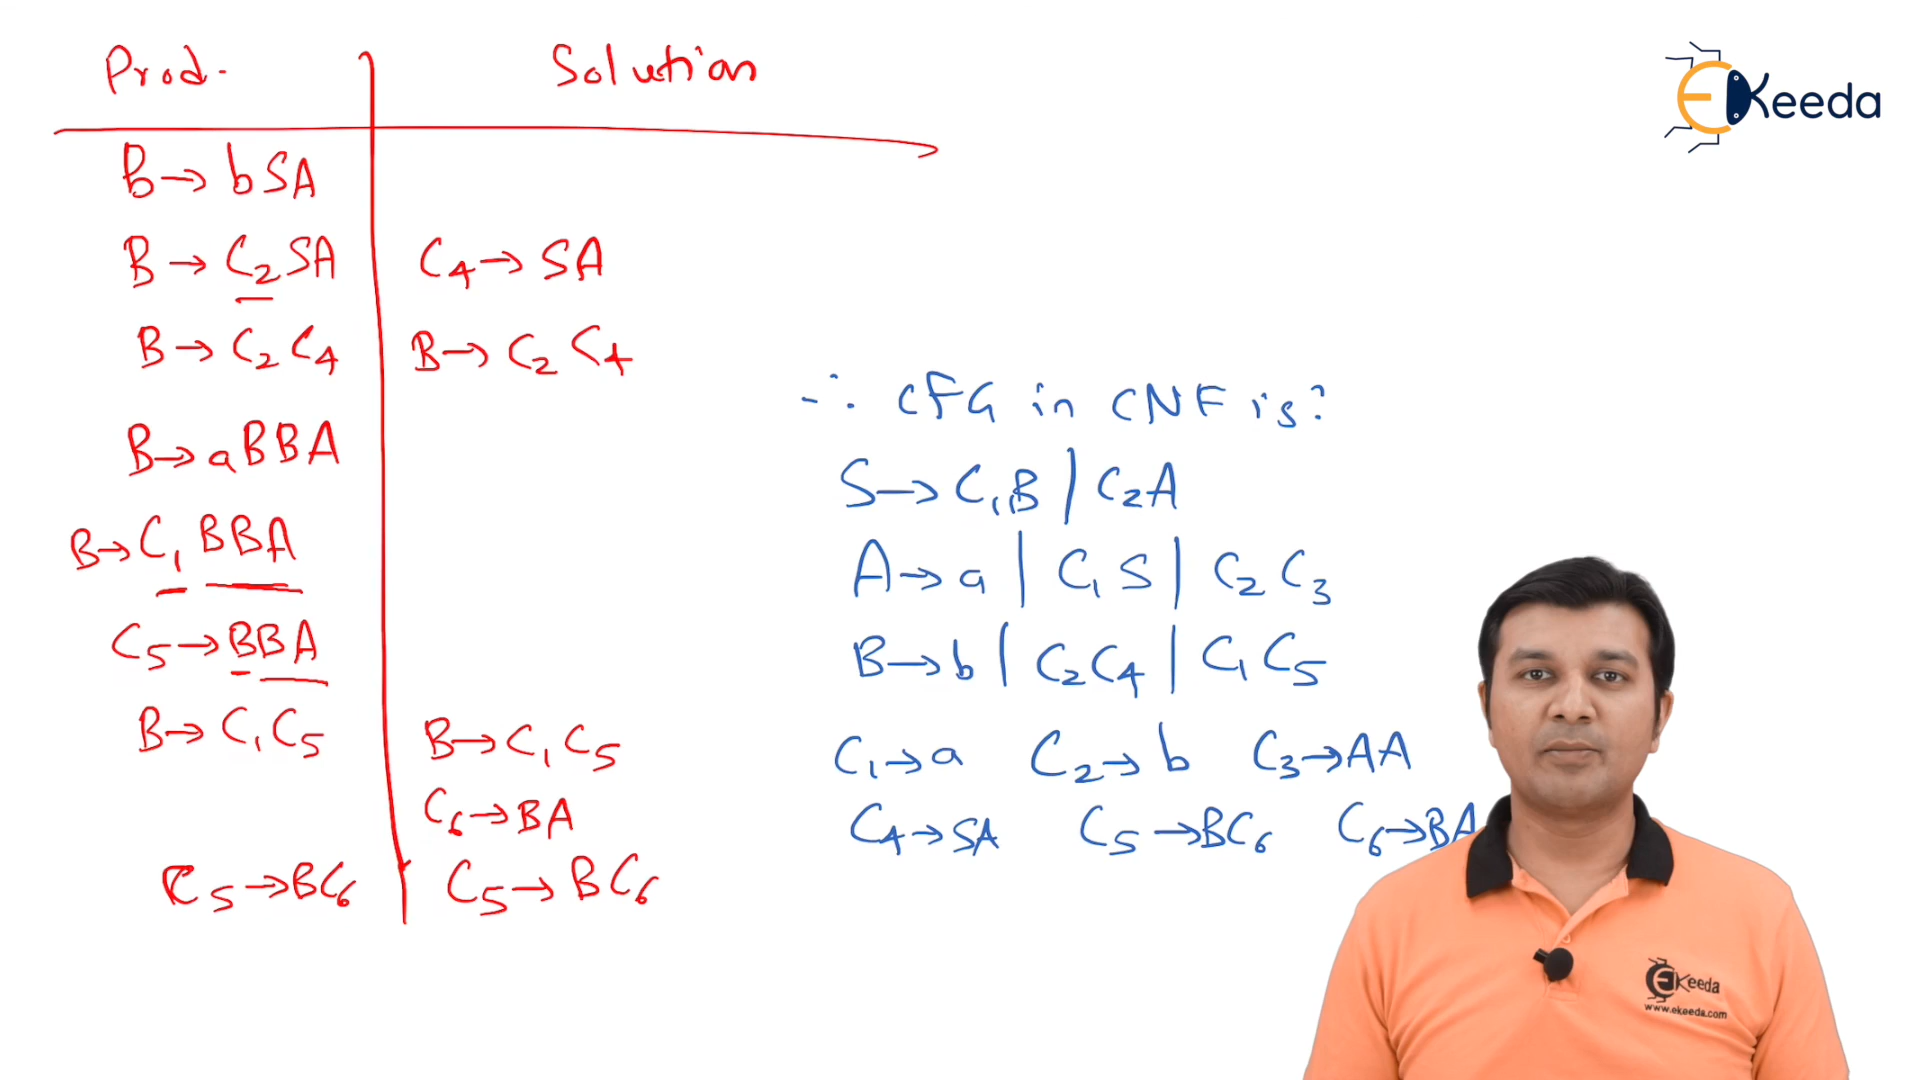 Prod. Solution
B→ bSA
B → C₂SA C₄→ SA
B→ C₂C₄ B→ C₂C₄
B→ aBBA
B→ C₁BBA
C₅→ BBA
B→ C₁C₅ B→ C₁C₅
C₆→ BA
C₅→BC₆ C₅→ BC₆
∴ CFG in CNF is:
S→ C₁B | C₂A
A→ a | C₁S | C₂C₃
B→ b | C₂C₄ | C₁C₅
C₁→a C₂→ b C₃→AA
C₄→SA C₅→BC₆ C₆→BA
EKeeda
EKeeda
www.ekeeda.com